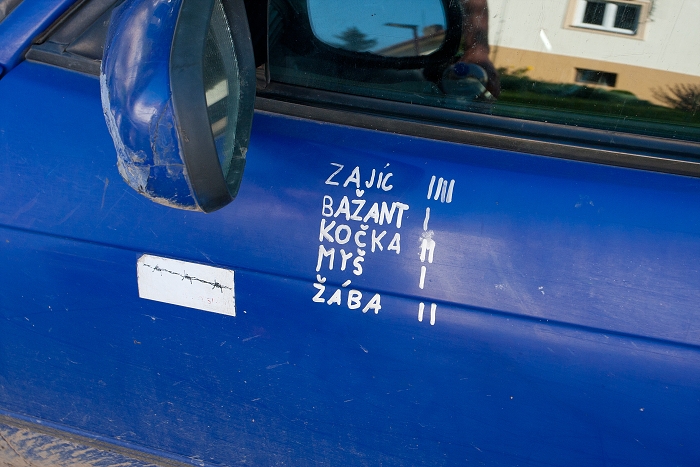 ZAJÍC IIII
BAŽANT I
KOČKA II
MYŠ I
ŽÁBA II